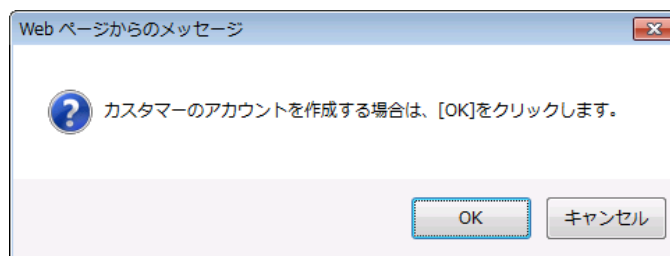 Web ページからのメッセージ
カスタマーのアカウントを作成する場合は、[OK]をクリックします。
OK
キャンセル